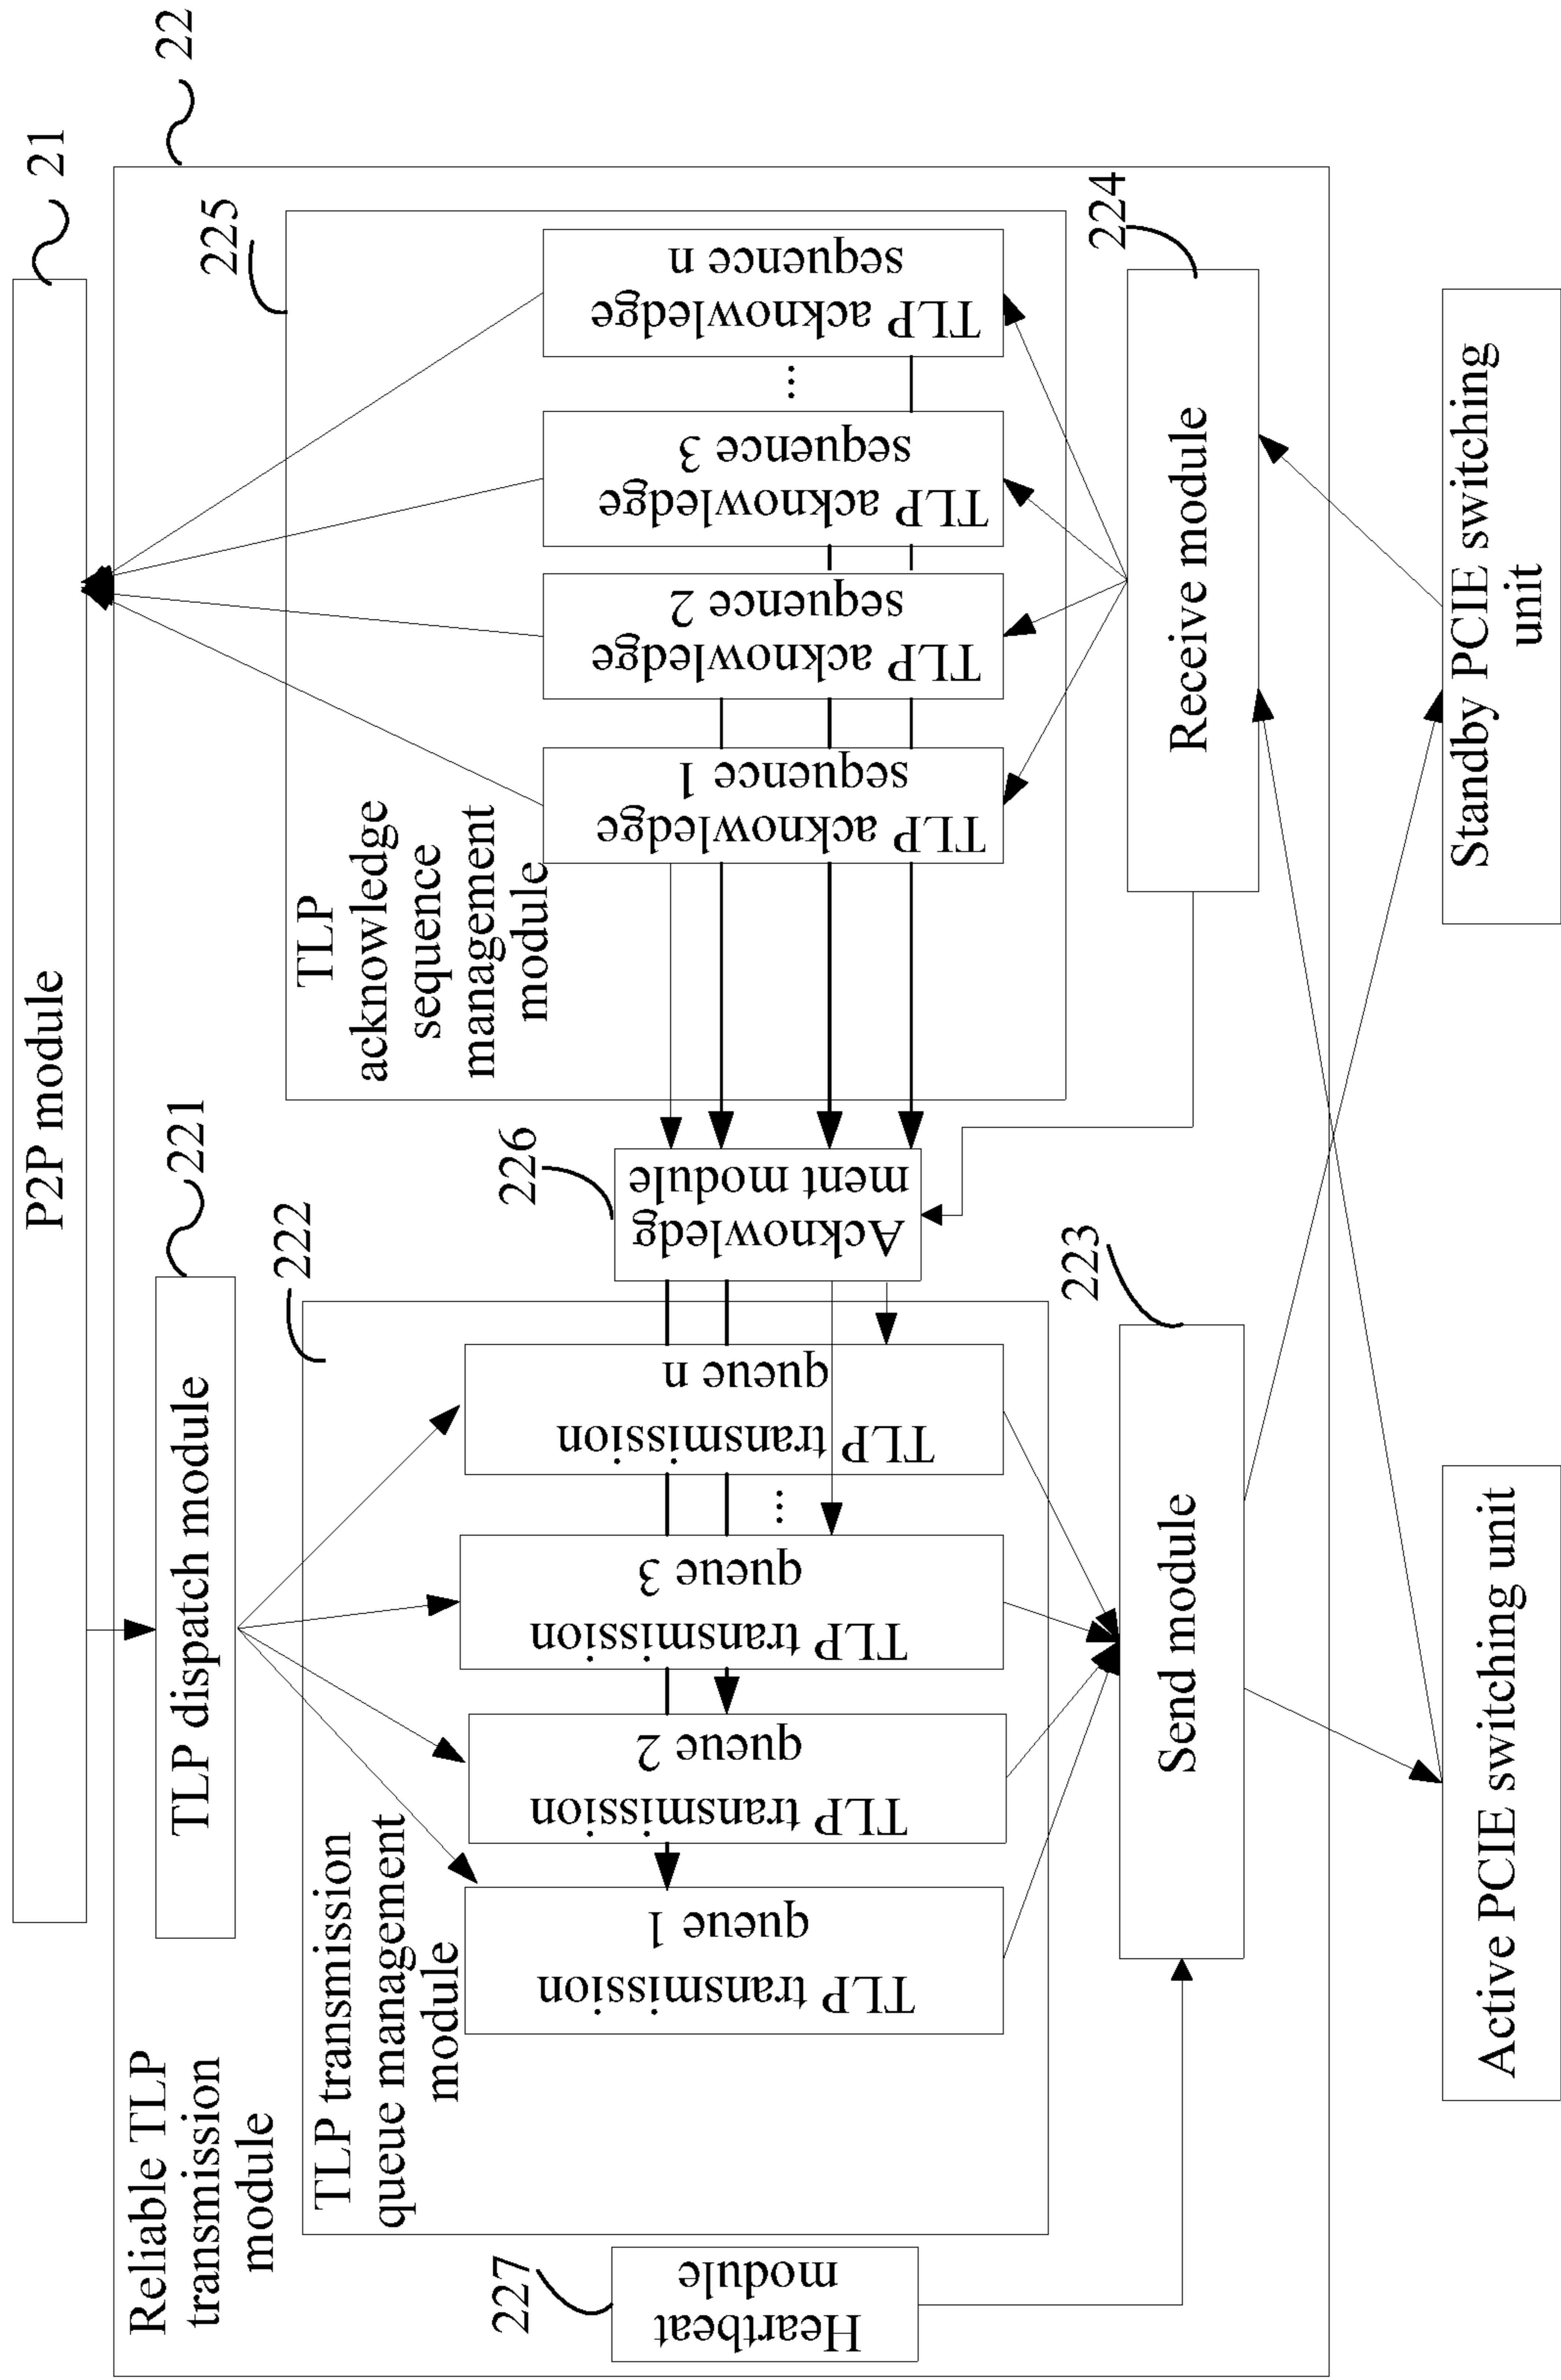 P2P module
21
22
Reliable TLP
transmission
module
TLP dispatch module
221
TLP transmission
queue management
module
222
TLP transmission
queue 1
TLP transmission
queue 2
TLP transmission
queue 3
...
TLP transmission
queue n
227
Heartbeat
module
226
Acknowledg
ment module
225
TLP
acknowledge
sequence
management
module
TLP acknowledge
sequence 1
TLP acknowledge
sequence 2
TLP acknowledge
sequence 3
...
TLP acknowledge
sequence n
Send module
223
Receive module
224
Active PCIE switching unit
Standby PCIE switching
unit